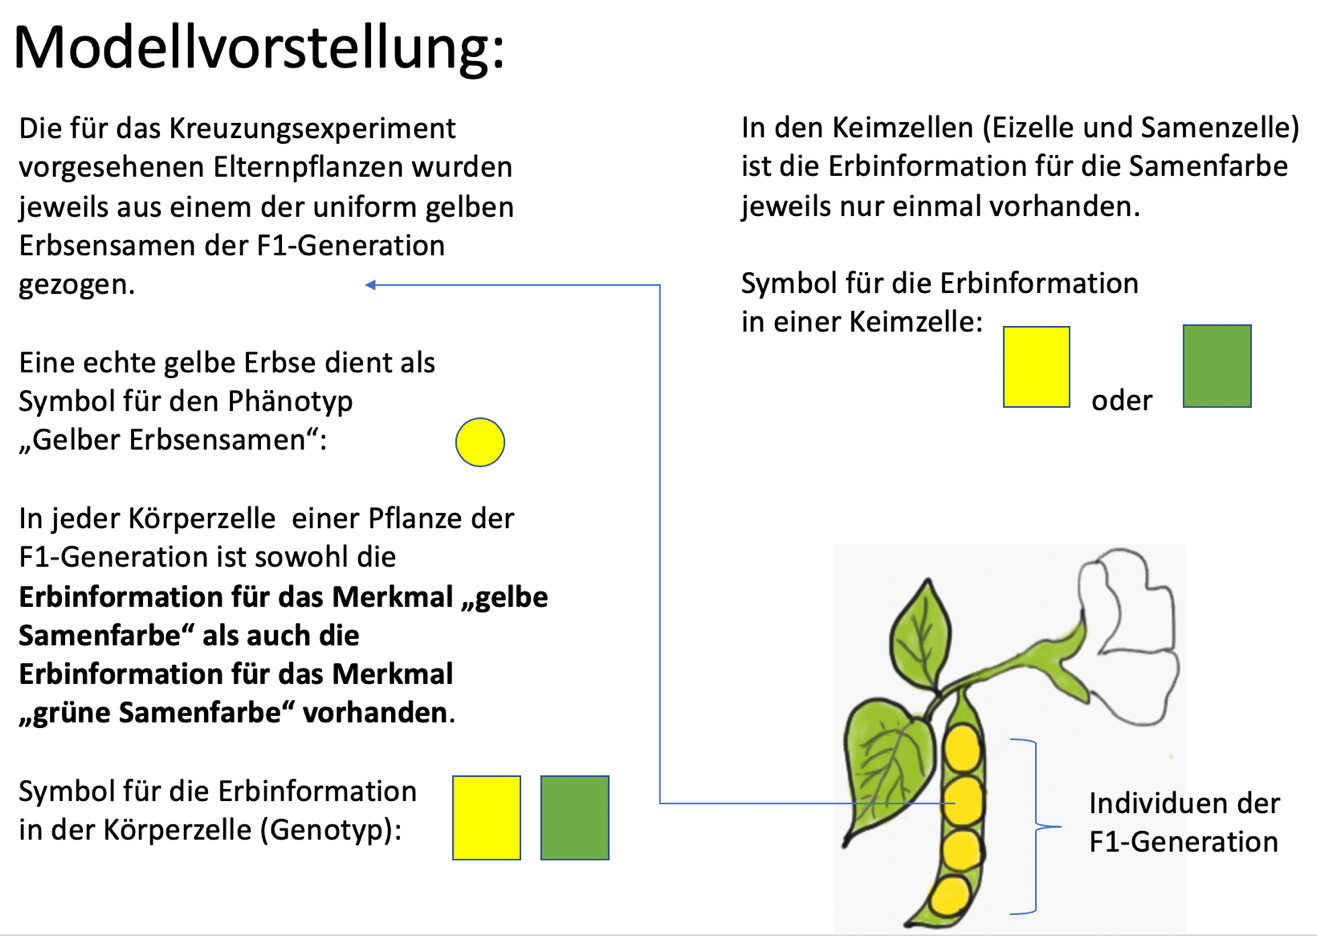 Modellvorstellung:
Die für das Kreuzungsexperiment
vorgesehenen Elternpflanzen wurden
jeweils aus einem der uniform gelben
Erbsensamen der F1-Generation
gezogen.
Eine echte gelbe Erbse dient als
Symbol für den Phänotyp
„Gelber Erbsensamen“:
In jeder Körperzelle  einer Pflanze der
F1-Generation ist sowohl die
Erbinformation für das Merkmal „gelbe
Samenfarbe“ als auch die
Erbinformation für das Merkmal
„grüne Samenfarbe“ vorhanden.
Symbol für die Erbinformation
in der Körperzelle (Genotyp):
In den Keimzellen (Eizelle und Samenzelle)
ist die Erbinformation für die Samenfarbe
jeweils nur einmal vorhanden.
Symbol für die Erbinformation
in einer Keimzelle:
oder
Individuen der
F1-Generation